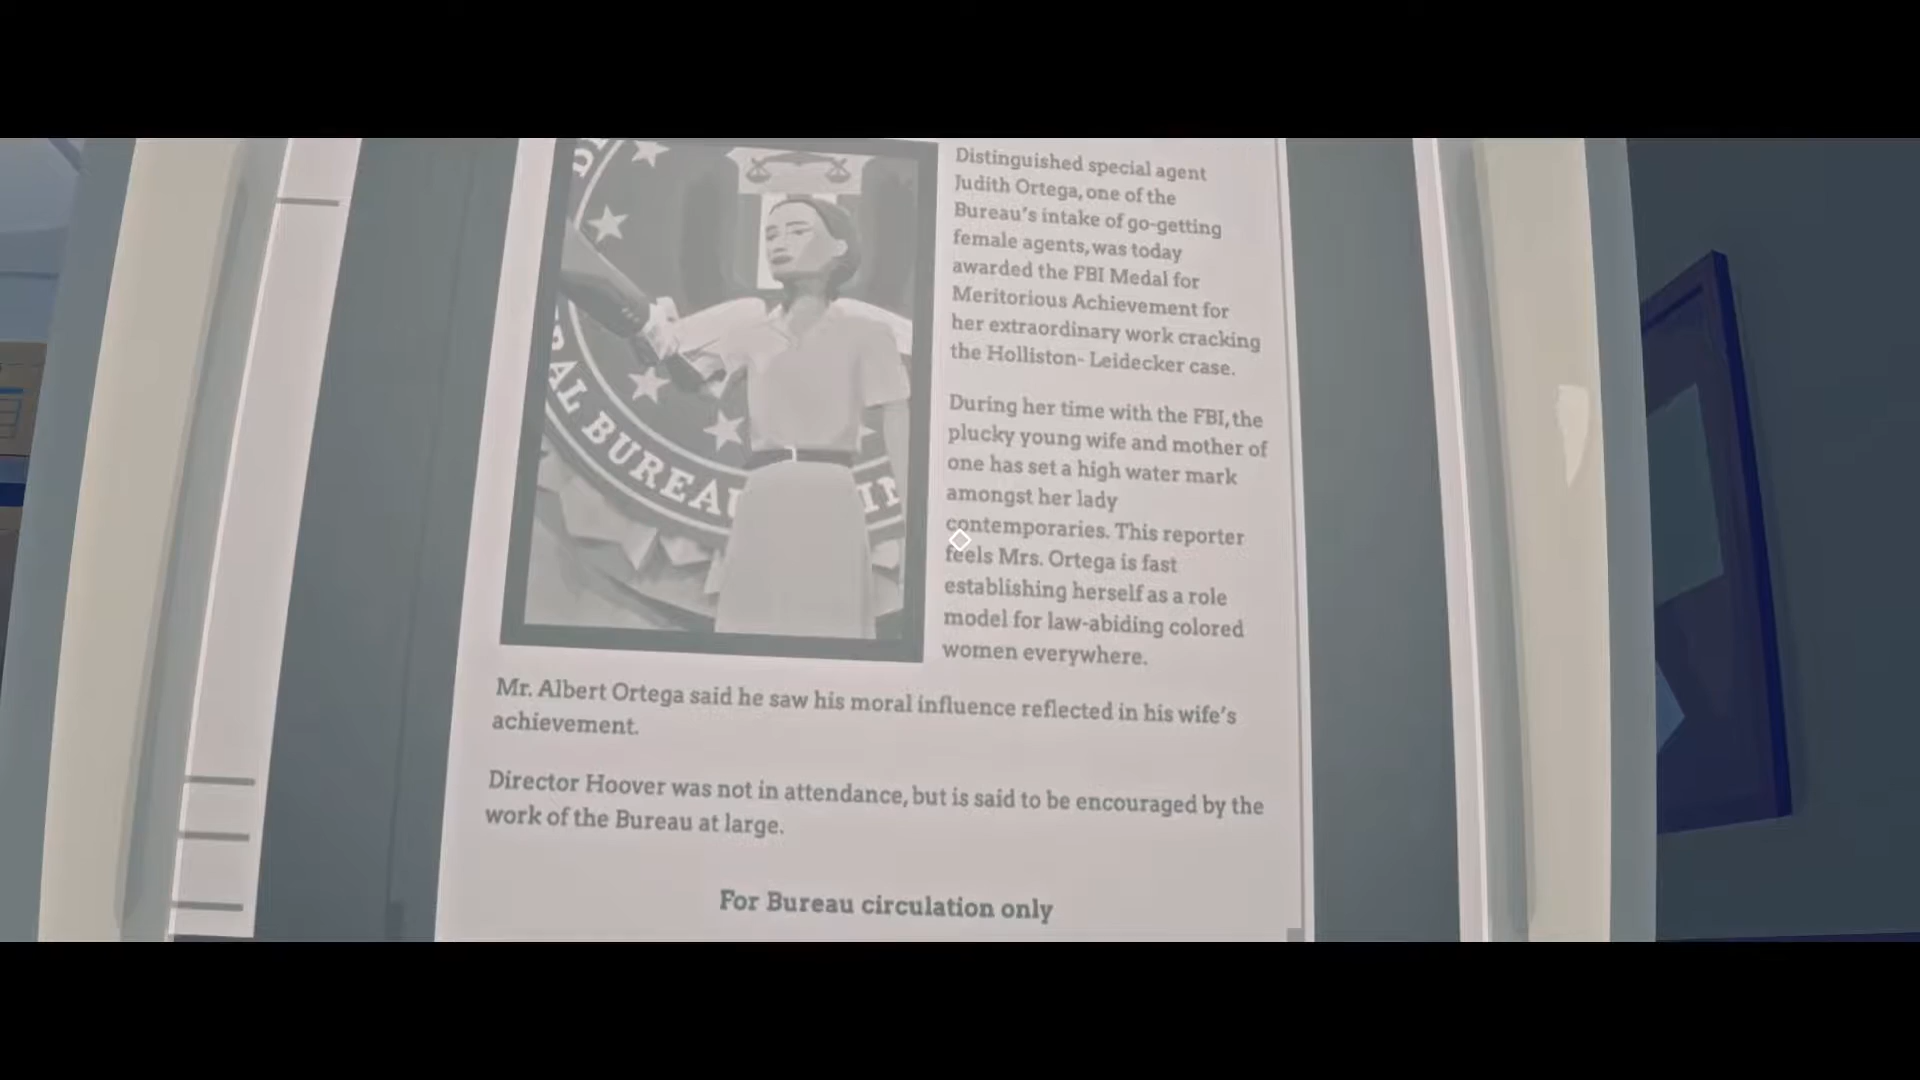 Distinguished special agent
Judith Ortega, one of the
Bureau's intake of go-getting
female agents, was today
awarded the FBI Medal for
Meritorious Achievement for
her extraordinary work cracking
the Holliston- Leidecker case.
During her time with the FBI, the
plucky young wife and mother of
one has set a high water mark
amongst her lady
contemporaries. This reporter
feels Mrs. Ortega is fast
establishing herself as a role
model for law-abiding colored
women everywhere.
BUREAU
Mr. Albert Ortega said he saw his moral influence reflected in his wife's
achievement.
Director Hoover was not in attendance, but is said to be encouraged by the
work of the Bureau at large.
For Bureau circulation only